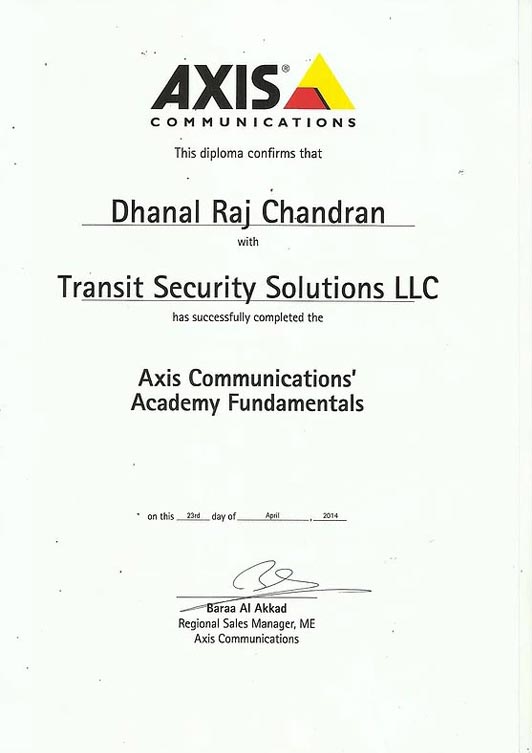 AXIS®
COMMUNICATIONS
This diploma confirms that
Dhanal Raj Chandran
with
Transit Security Solutions LLC
has successfully completed the
Axis Communications'
Academy Fundamentals
on this 23rd day of April, 2014
Baraa Al Akkad
Regional Sales Manager, ME
Axis Communications